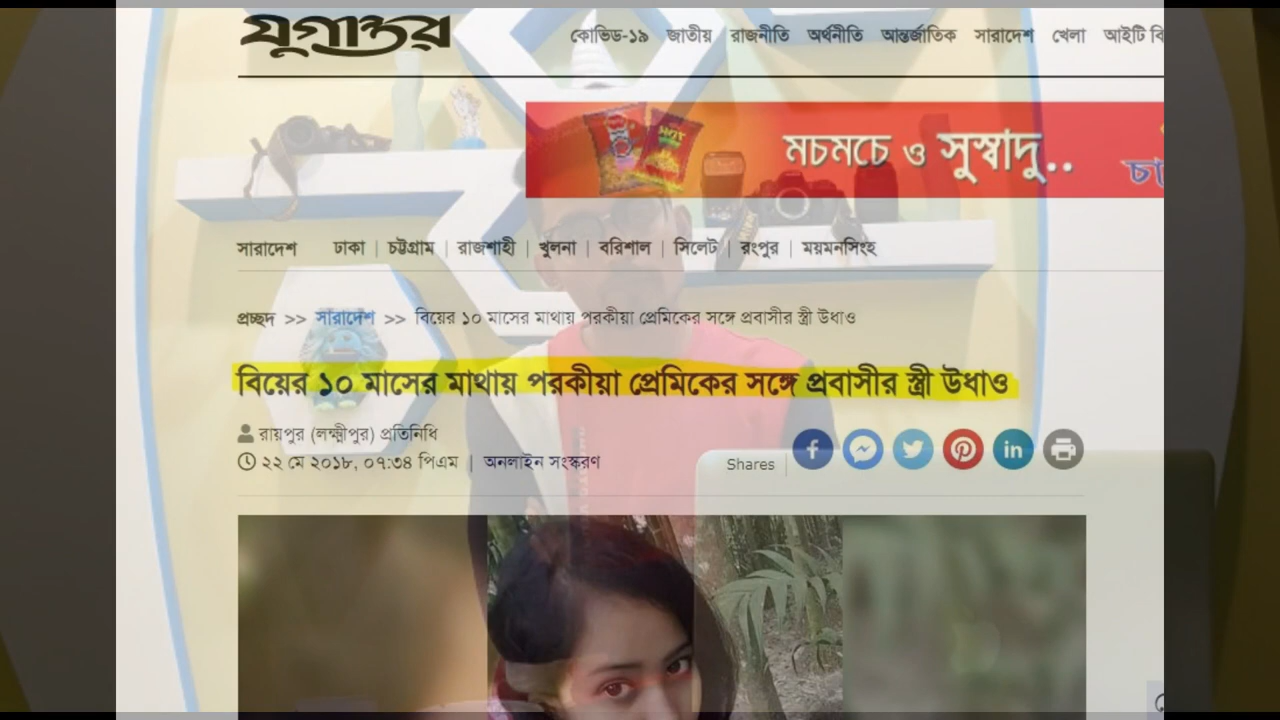 যুগান্তর
কোভিড-১৯ জাতীয় রাজনীতি অর্থনীতি আন্তর্জাতিক সারাদেশ খেলা আইটি
মচমচে ও সুস্বাদু..
সারাদেশ ঢাকা | চট্টগ্রাম | রাজশাহী | খুলনা | বরিশাল | সিলেট | রংপুর | ময়মনসিংহ
প্রচ্ছদ >> সারাদেশ >> বিয়ের ১০ মাসের মাথায় পরকীয়া প্রেমিকের সঙ্গে প্রবাসীর স্ত্রী উধাও
বিয়ের ১০ মাসের মাথায় পরকীয়া প্রেমিকের সঙ্গে প্রবাসীর স্ত্রী উধাও
রায়পুর (লক্ষ্মীপুর) প্রতিনিধি
২২ মে ২০১৮, ০৭:৩৪ পিএম | অনলাইন সংস্করণ
Shares